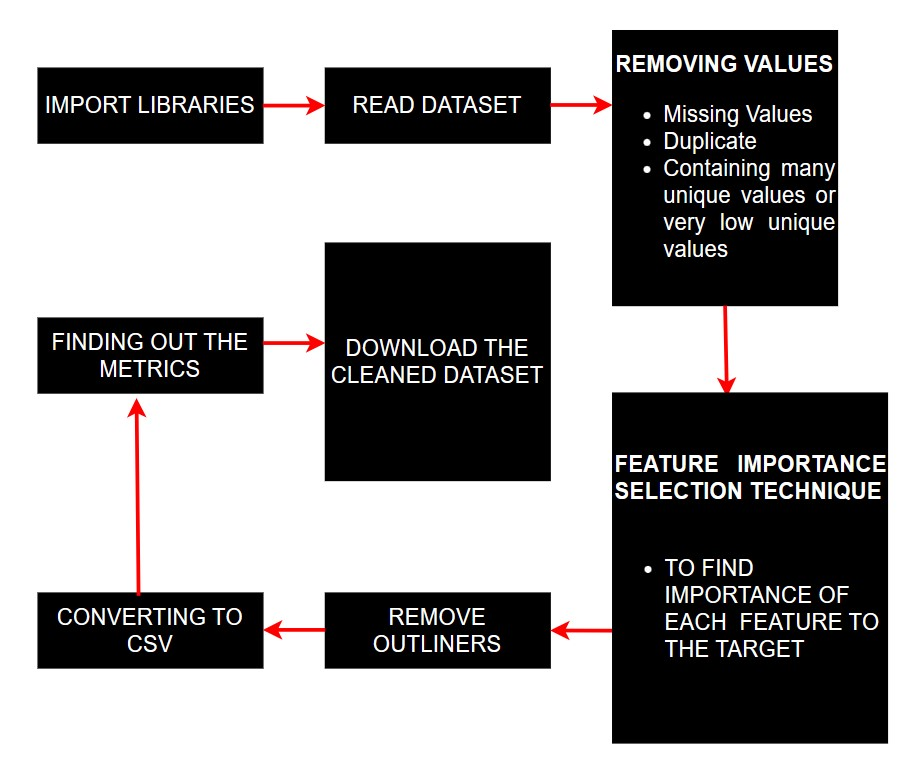 IMPORT LIBRARIES
READ DATASET
REMOVING VALUES
• Missing Values
• Duplicate
• Containing many
unique values or
very low unique
values
FEATURE IMPORTANCE
SELECTION TECHNIQUE
• TO FIND
IMPORTANCE OF
EACH FEATURE TO
THE TARGET
REMOVE
OUTLINERS
CONVERTING TO
CSV
FINDING OUT THE
METRICS
DOWNLOAD THE
CLEANED DATASET